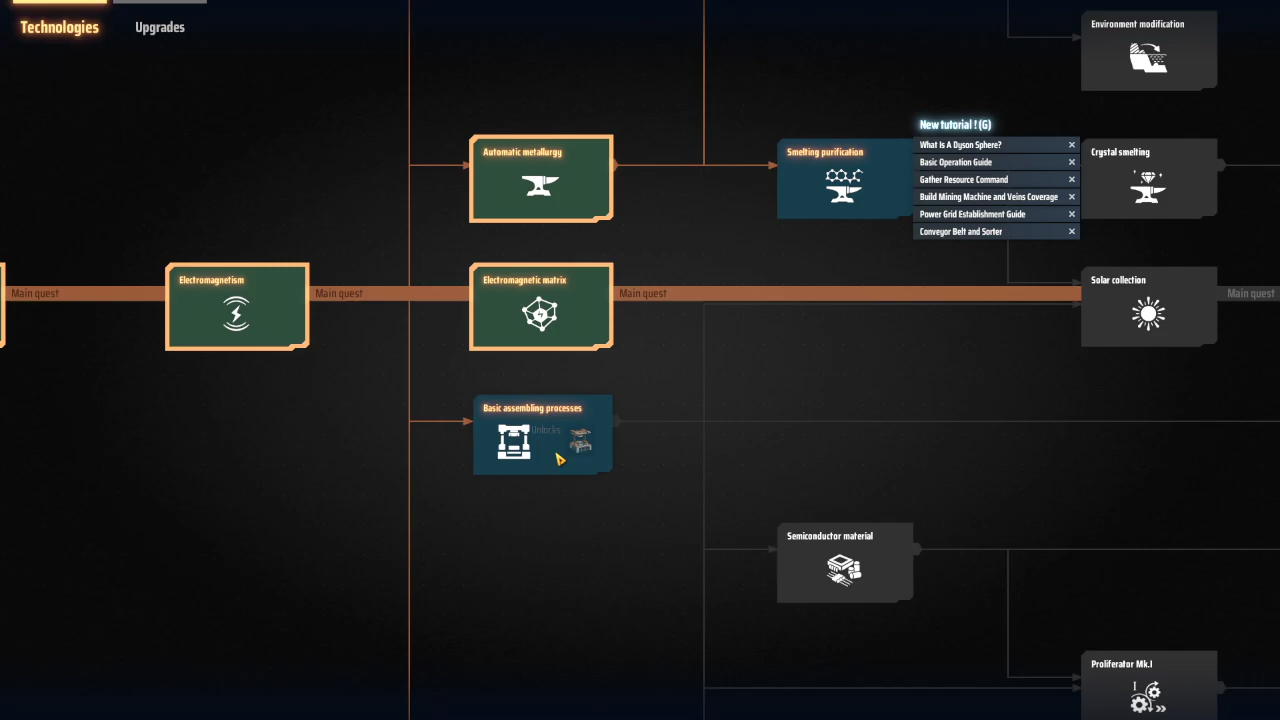 Technologies
Upgrades
Environment modification
New tutorial ! (G)
What Is A Dyson Sphere?
Basic Operation Guide
Gather Resource Command
Build Mining Machine and Veins Coverage
Power Grid Establishment Guide
Conveyor Belt and Sorter
Automatic metallurgy
Smelting purification
Crystal smelting
Electromagnetism
Electromagnetic matrix
Solar collection
Main quest
Main quest
Main quest
Main quest
Basic assembling processes
Unlocks
Semiconductor material
Proliferator Mk.I
I